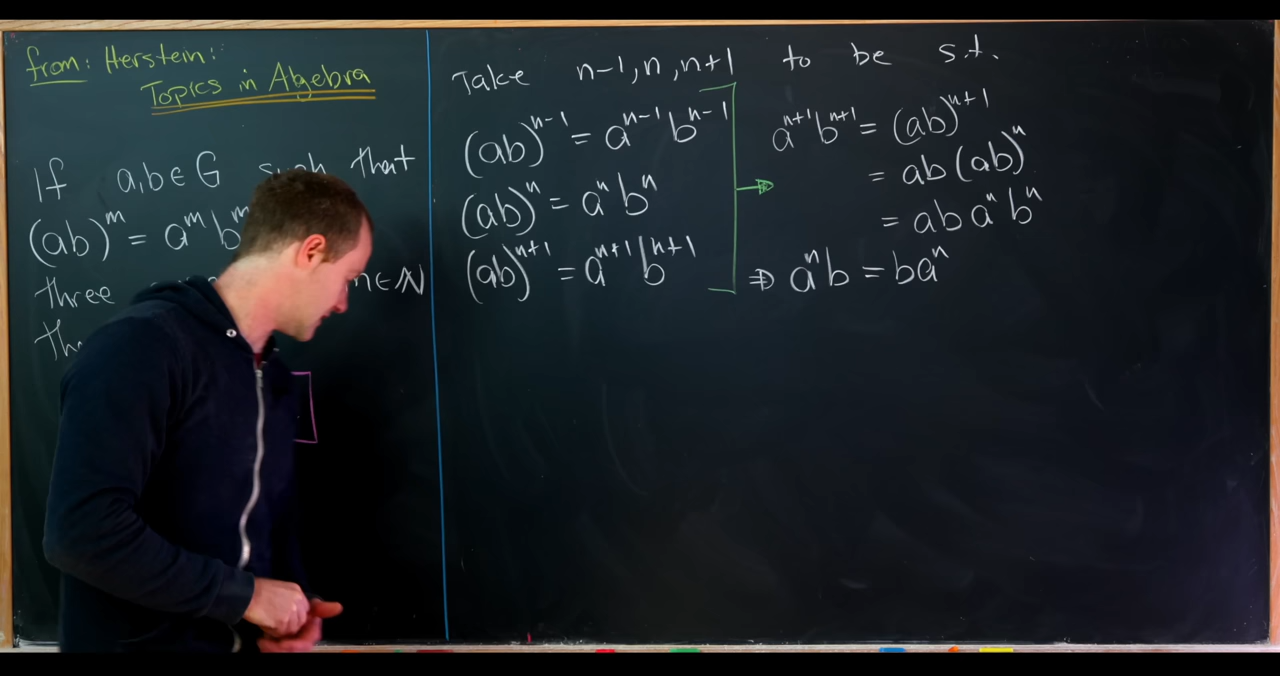 from: Herstein:
Topics in Algebra
If a,b∈G such that
(ab)^m = a^m b^m
three n∈ℕ
Take n-1, n, n+1 to be s.t.
(ab)^{n-1} = a^{n-1} b^{n-1}
(ab)^n = a^n b^n
(ab)^{n+1} = a^{n+1} b^{n+1}
a^{n+1} b^{n+1} = (ab)^{n+1}
= ab (ab)^n
= ab a^n b^n
⇒ a^n b = b a^n